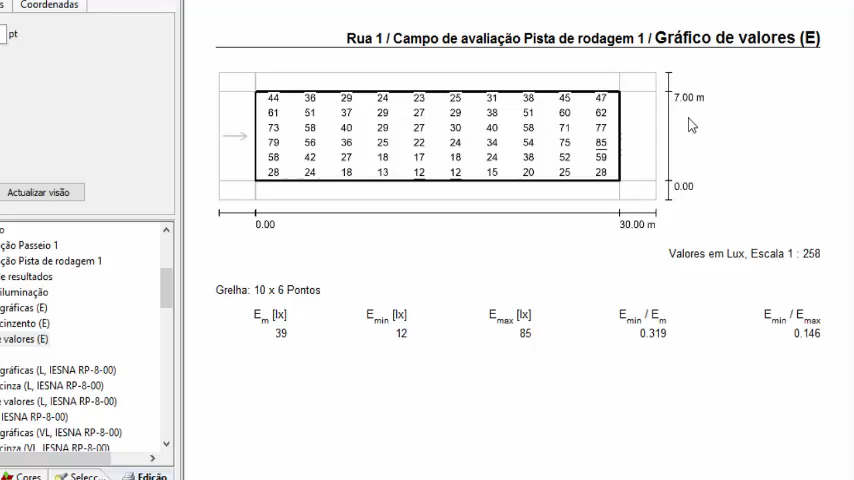 s Coordenadas
pt
Actualizar visão
o
ção Passeio 1
ção Pista de rodagem 1
e resultados
iluminação
gráficas (E)
cinzento (E)
e valores (E)
gráficas (L, IESNA RP-8-00)
cinza (L, IESNA RP-8-00)
e valores (L, IESNA RP-8-00)
IESNA RP-8-00)
gráficas (VL, IESNA RP-8-00)
cinza (VL, IESNA RP-8-00)
Cores Selecc... Edição
Rua 1 / Campo de avaliação Pista de rodagem 1 / Gráfico de valores (E)
44 36 29 24 23 25 31 38 45 47
61 51 37 29 27 29 38 51 60 62
73 58 40 29 27 30 40 58 71 77
79 56 36 25 22 24 34 54 75 85
58 42 27 18 17 18 24 38 52 59
28 24 18 13 12 12 15 20 25 28
7.00 m
0.00
0.00 30.00 m
Valores em Lux, Escala 1 : 258
Grelha: 10 x 6 Pontos
Em [lx] Emin [lx] Emax [lx] Emin / Em Emin / Emax
39 12 85 0.319 0.146